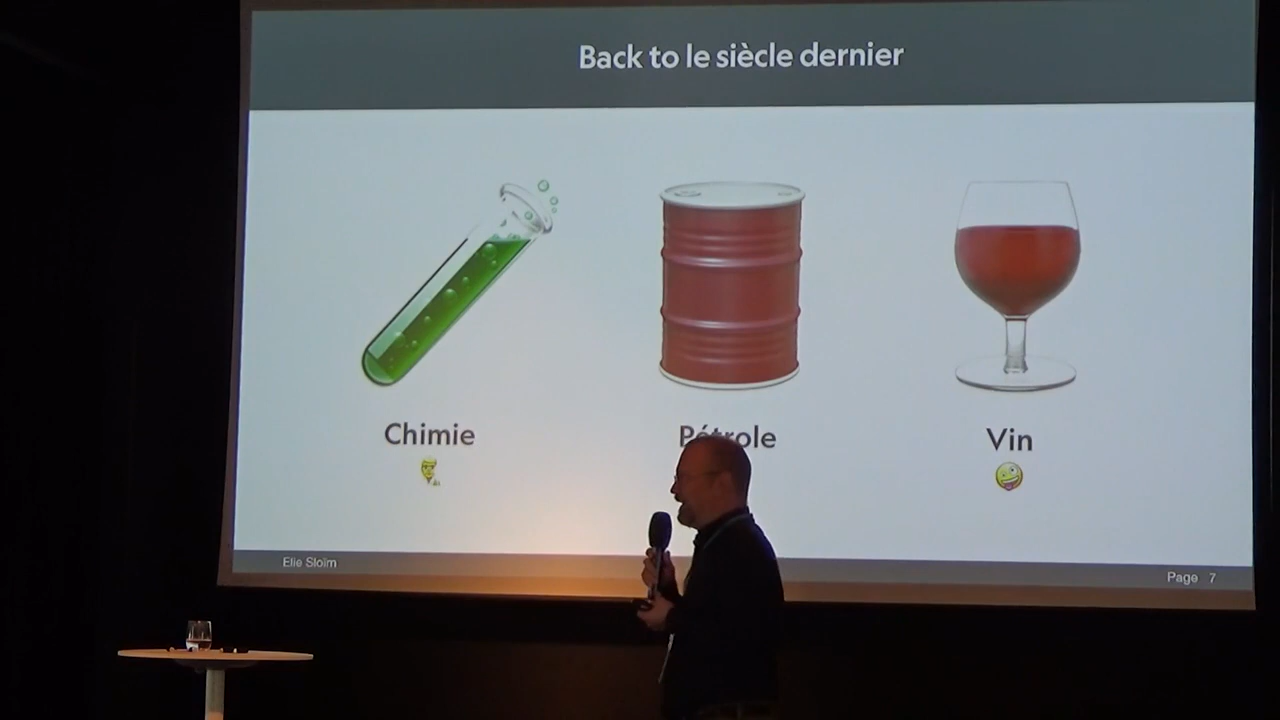 Back to le siècle dernier
Chimie
Pétrole
Vin
Elie Sloïm
Page 7